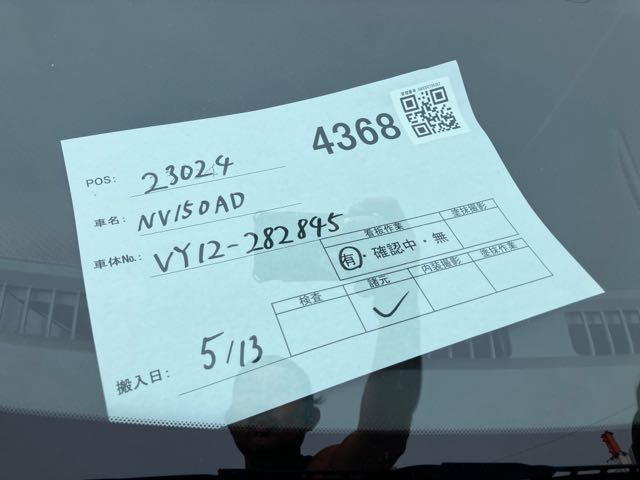 4368
POS: 23024
車名: NV150AD
車体No.: VY12-282845
看板作業 塗抹撮影
有・確認中・無
検査 諸元 内装撮影 塗抹作業
搬入日: 5/13